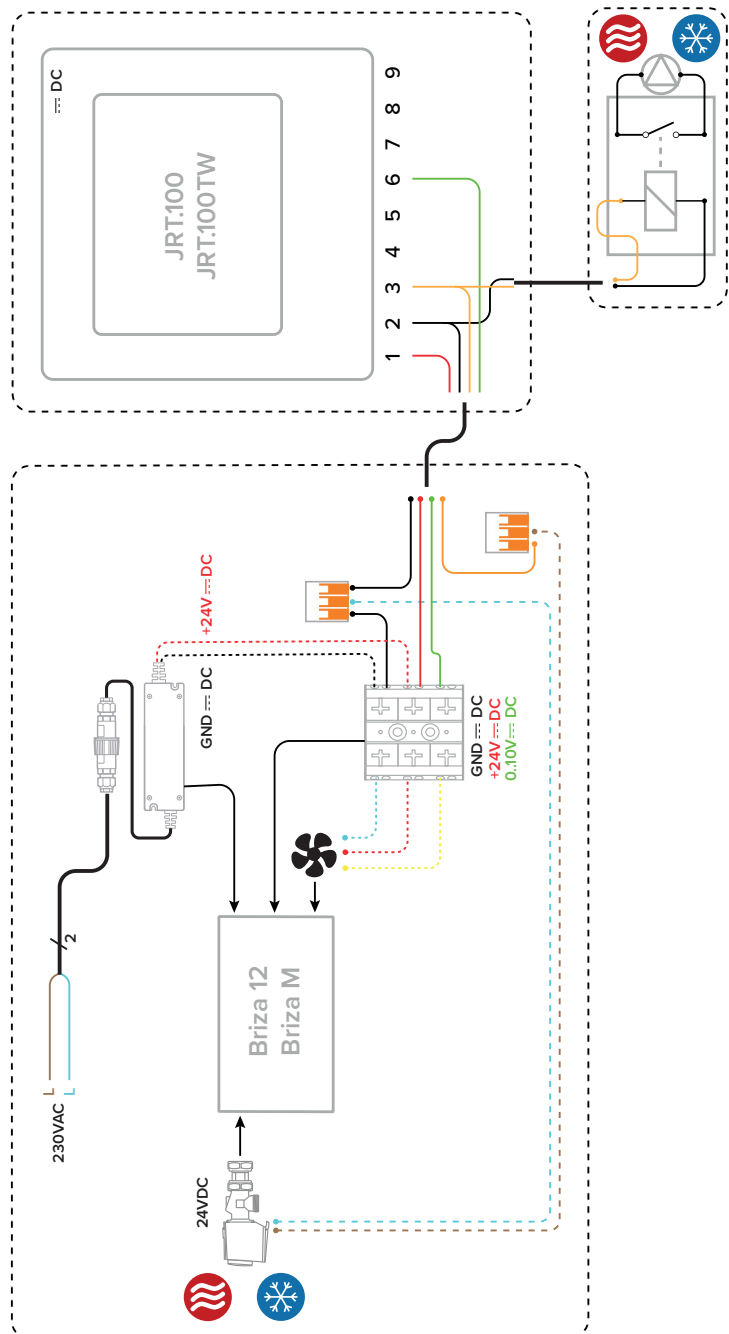 ⎓ DC
JRT.100
JRT.100TW
1
2
3
4
5
6
7
8
9
+24V ⎓ DC
GND ⎓ DC
GND ⎓ DC
+24V ⎓ DC
0.10V ⎓ DC
2
L
L
230VAC
Briza 12
Briza M
24VDC